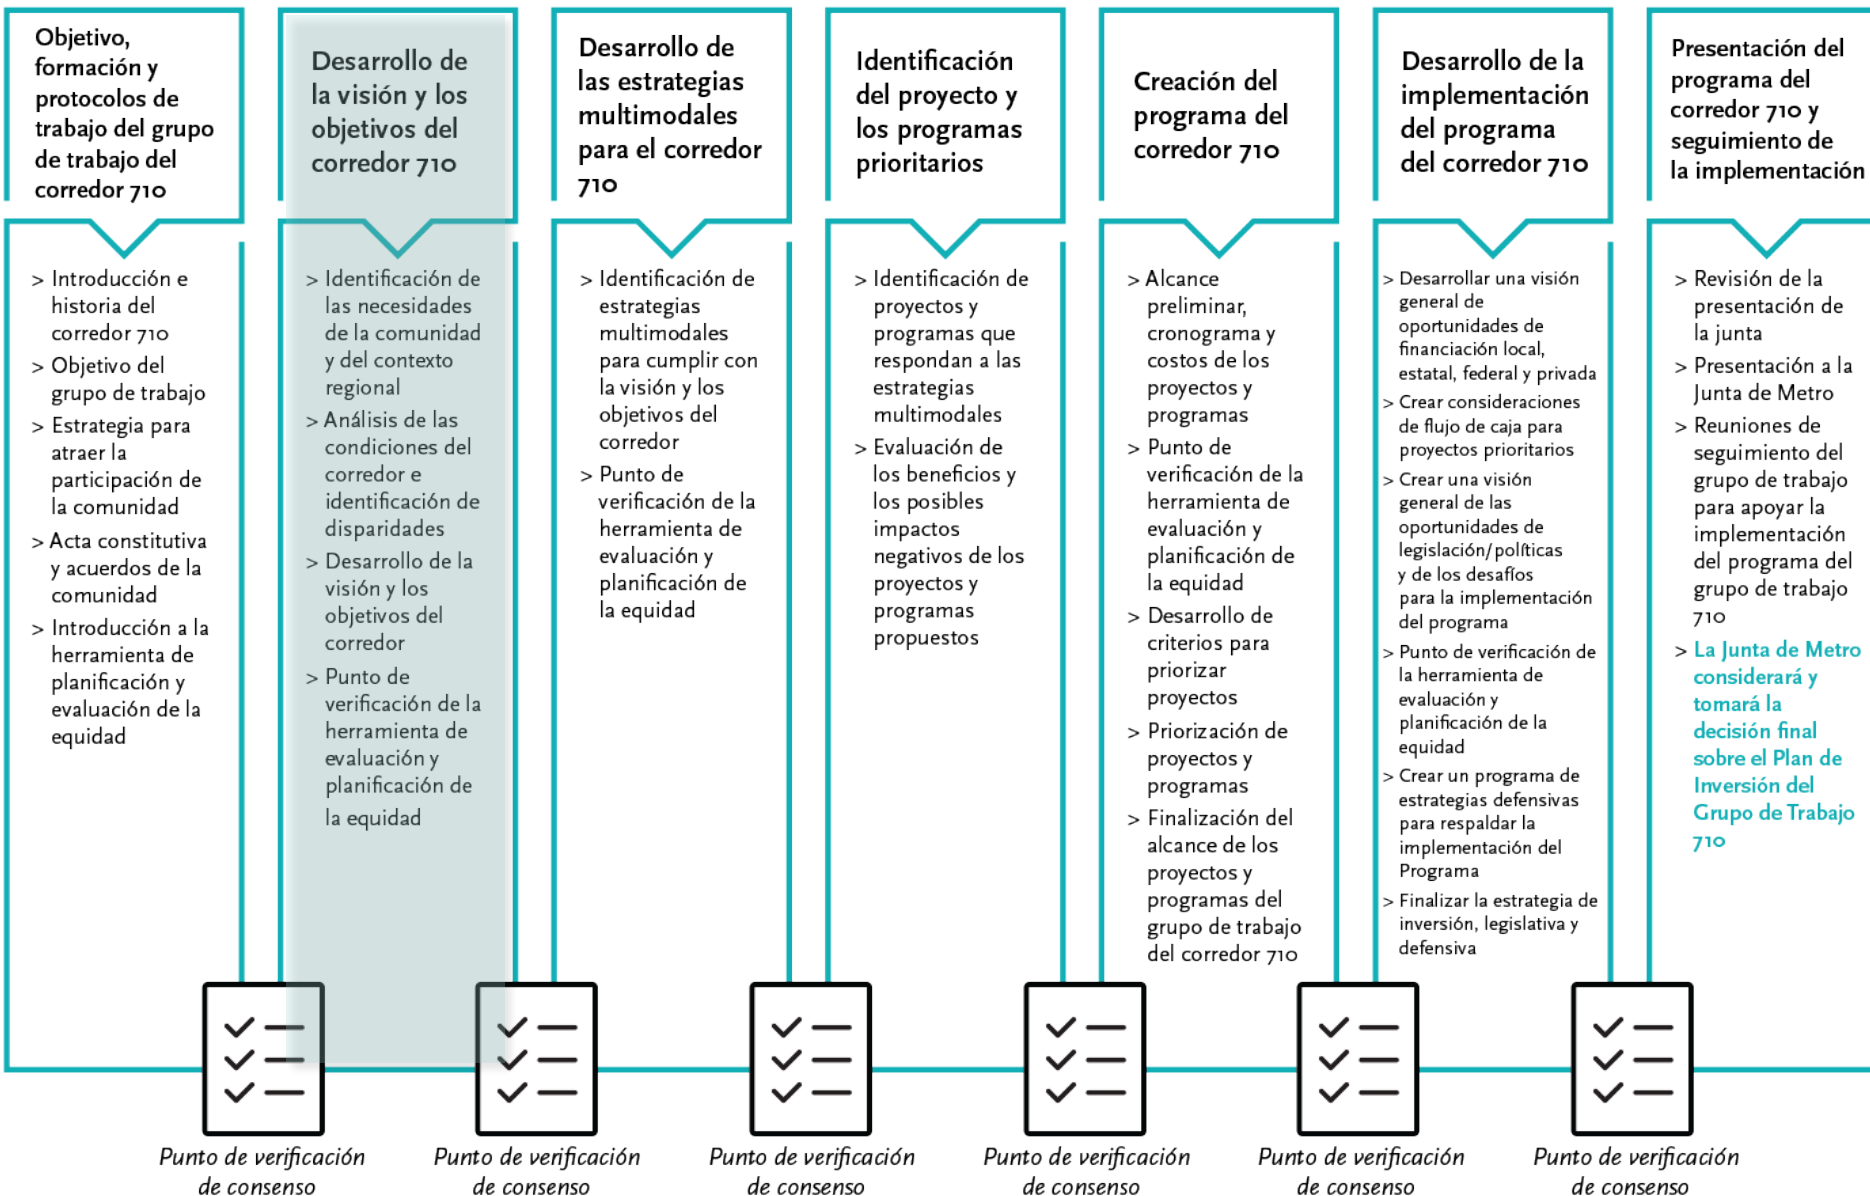 Objetivo,
formación y
protocolos de
trabajo del grupo
de trabajo del
corredor 710
> Introducción e
historia del
corredor 710
> Objetivo del
grupo de trabajo
> Estrategia para
atraer la
participación de
la comunidad
> Acta constitutiva
y acuerdos de la
comunidad
> Introducción a la
herramienta de
planificación y
evaluación de la
equidad
Desarrollo de
la visión y los
objetivos del
corredor 710
> Identificación de
las necesidades
de la comunidad
y del contexto
regional
> Análisis de las
condiciones del
corredor e
identificación de
disparidades
> Desarrollo de la
visión y los
objetivos del
corredor
> Punto de
verificación de la
herramienta de
evaluación y
planificación de
la equidad
Desarrollo de
las estrategias
multimodales
para el corredor
710
> Identificación de
estrategias
multimodales
para cumplir con
la visión y los
objetivos del
corredor
> Punto de
verificación de la
herramienta de
evaluación y
planificación de
la equidad
Identificación
del proyecto y
los programas
prioritarios
> Identificación de
proyectos y
programas que
respondan a las
estrategias
multimodales
> Evaluación de
los beneficios y
los posibles
impactos
negativos de los
proyectos y
programas
propuestos
Creación del
programa del
corredor 710
> Alcance
preliminar,
cronograma y
costos de los
proyectos y
programas
> Punto de
verificación de la
herramienta de
evaluación y
planificación de
la equidad
> Desarrollo de
criterios para
priorizar
proyectos
> Priorización de
proyectos y
programas
> Finalización del
alcance de los
proyectos y
programas del
grupo de trabajo
del corredor 710
Desarrollo de la
implementación
del programa
del corredor 710
> Desarrollar una visión
general de
oportunidades de
financiación local,
estatal, federal y privada
> Crear consideraciones
de flujo de caja para
proyectos prioritarios
> Crear una visión
general de las
oportunidades de
legislación/políticas
y de los desafíos
para la implementación
del programa
> Punto de verificación de
la herramienta de
evaluación y
planificación de la
equidad
> Crear un programa de
estrategias defensivas
para respaldar la
implementación del
Programa
> Finalizar la estrategia de
inversión, legislativa y
defensiva
Presentación del
programa del
corredor 710 y
seguimiento de
la implementación
> Revisión de la
presentación de
la junta
> Presentación a la
Junta de Metro
> Reuniones de
seguimiento del
grupo de trabajo
para apoyar la
implementación
del programa del
grupo de trabajo
710
> La Junta de Metro
considerará y
tomará la
decisión final
sobre el Plan de
Inversión del
Grupo de Trabajo
710
Punto de verificación
de consenso
Punto de verificación
de consenso
Punto de verificación
de consenso
Punto de verificación
de consenso
Punto de verificación
de consenso
Punto de verificación
de consenso